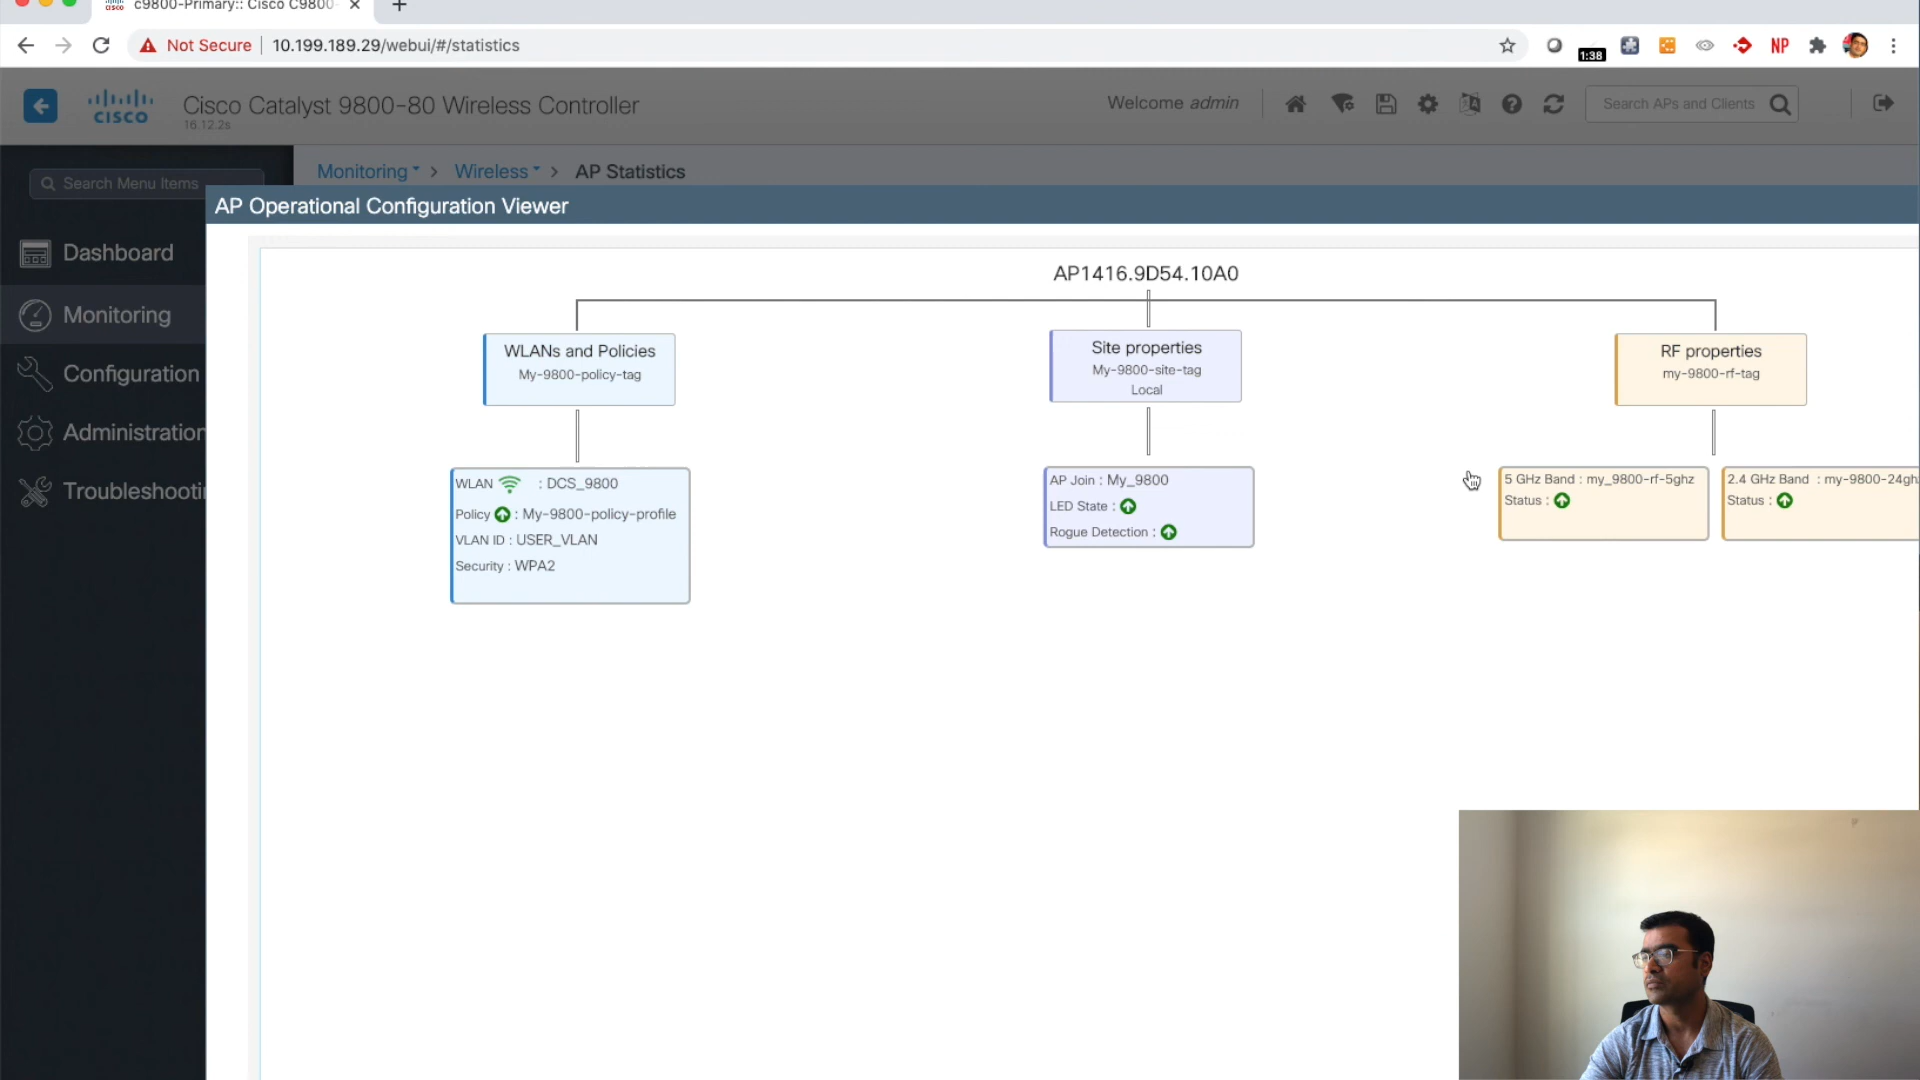 c9800-Primary:: Cisco C9800-
Not Secure
10.199.189.29/webui/#/statistics
1:38
NP
CISCO
Cisco Catalyst 9800-80 Wireless Controller
16.12.2s
Welcome admin
Search APs and Clients
Search Menu Items
Monitoring > Wireless > AP Statistics
AP Operational Configuration Viewer
Dashboard
Monitoring
Configuration
Administration
Troubleshooti
AP1416.9D54.10A0
WLANs and Policies
My-9800-policy-tag
Site properties
My-9800-site-tag
Local
RF properties
my-9800-rf-tag
WLAN : DCS_9800
Policy : My-9800-policy-profile
VLAN ID : USER_VLAN
Security : WPA2
AP Join : My_9800
LED State :
Rogue Detection :
5 GHz Band : my_9800-rf-5ghz
Status :
2.4 GHz Band : my-9800-24gh
Status :